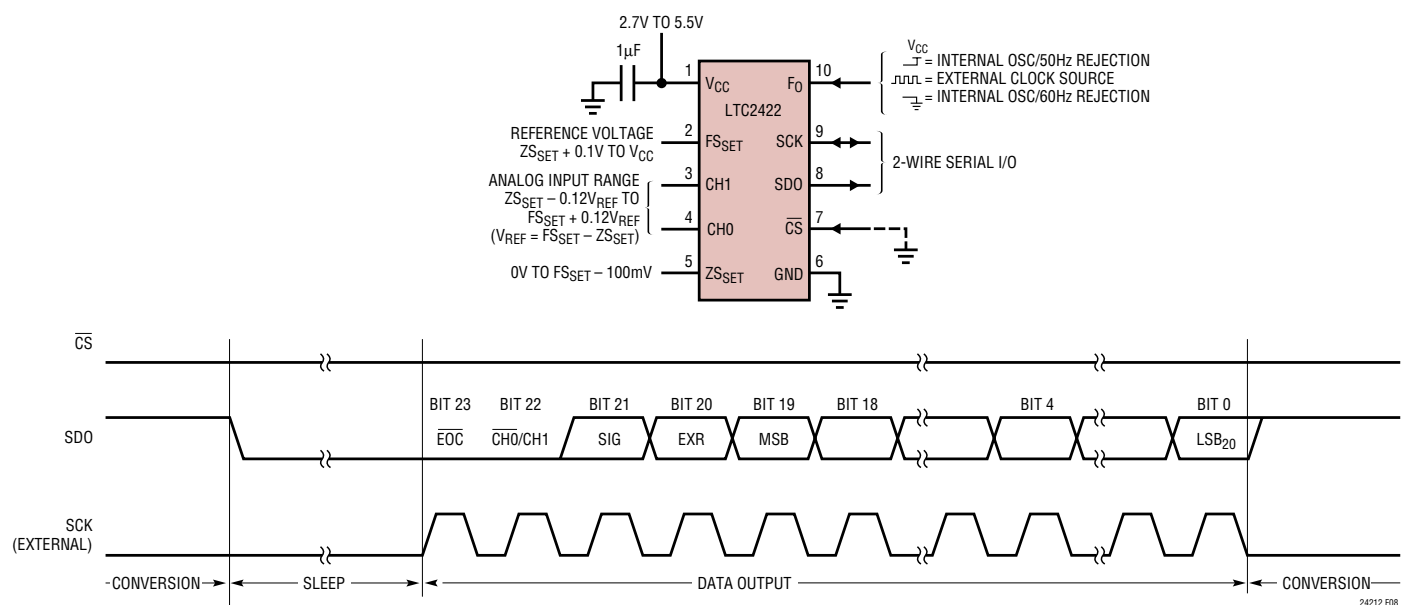 2.7V TO 5.5V
1µF
1
VCC
LTC2422
FO
10
VCC
= INTERNAL OSC/50Hz REJECTION
= EXTERNAL CLOCK SOURCE
= INTERNAL OSC/60Hz REJECTION
REFERENCE VOLTAGE
ZSSET + 0.1V TO VCC
2
FSSET
SCK
9
2-WIRE SERIAL I/O
ANALOG INPUT RANGE
ZSSET – 0.12VREF TO
FSSET + 0.12VREF
(VREF = FSSET – ZSSET)
3
CH1
SDO
8
4
CH0
CS
7
0V TO FSSET – 100mV
5
ZSSET
GND
6
CS
SDO
BIT 23 BIT 22 BIT 21 BIT 20 BIT 19 BIT 18 BIT 4 BIT 0
EOC CH0/CH1 SIG EXR MSB LSB20
SCK
(EXTERNAL)
CONVERSION SLEEP DATA OUTPUT CONVERSION
24212 F08